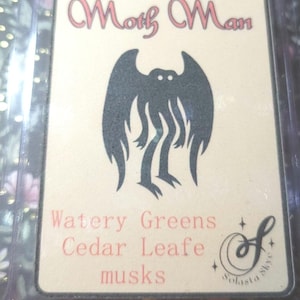 Moth Man
Watery Greens
Cedar Leafe
musks
Solasta Skye